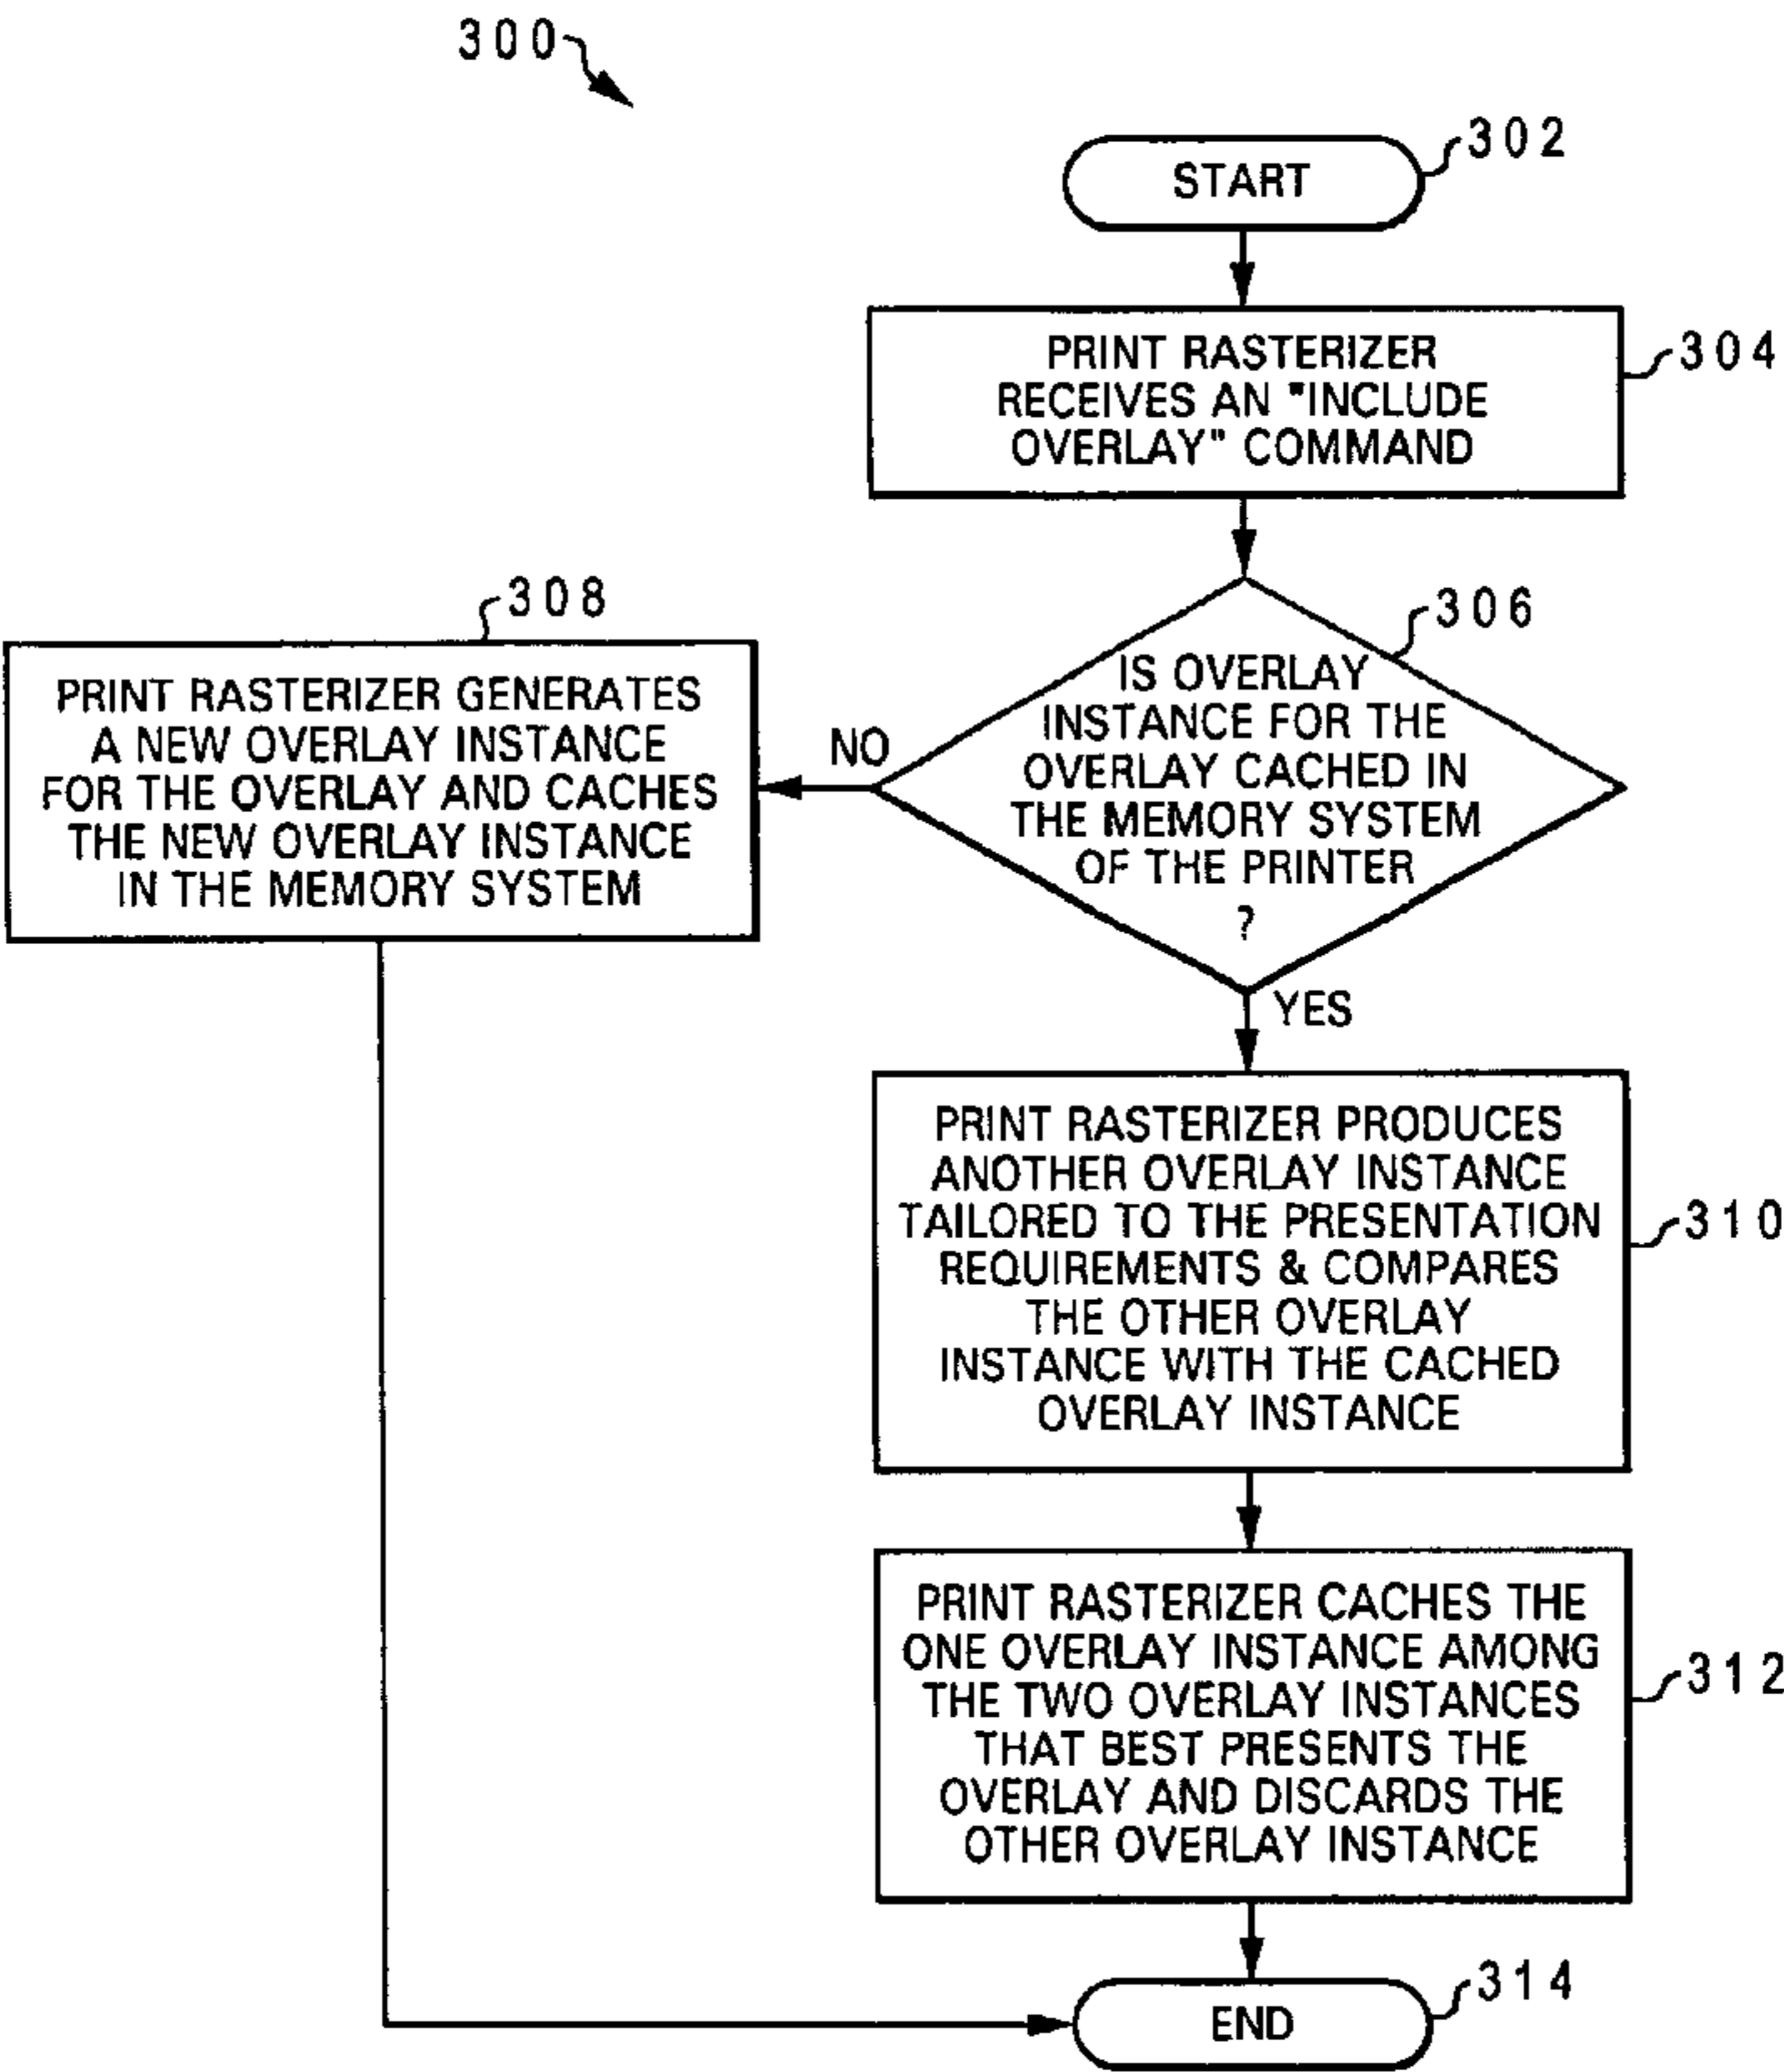 300
302
START
304
PRINT RASTERIZER
RECEIVES AN "INCLUDE
OVERLAY" COMMAND
306
IS OVERLAY
INSTANCE FOR THE
OVERLAY CACHED IN
THE MEMORY SYSTEM
OF THE PRINTER
?
NO
308
PRINT RASTERIZER GENERATES
A NEW OVERLAY INSTANCE
FOR THE OVERLAY AND CACHES
THE NEW OVERLAY INSTANCE
IN THE MEMORY SYSTEM
YES
PRINT RASTERIZER PRODUCES
ANOTHER OVERLAY INSTANCE
TAILORED TO THE PRESENTATION
REQUIREMENTS & COMPARES
THE OTHER OVERLAY
INSTANCE WITH THE CACHED
OVERLAY INSTANCE
310
PRINT RASTERIZER CACHES THE
ONE OVERLAY INSTANCE AMONG
THE TWO OVERLAY INSTANCES
THAT BEST PRESENTS THE
OVERLAY AND DISCARDS THE
OTHER OVERLAY INSTANCE
312
314
END